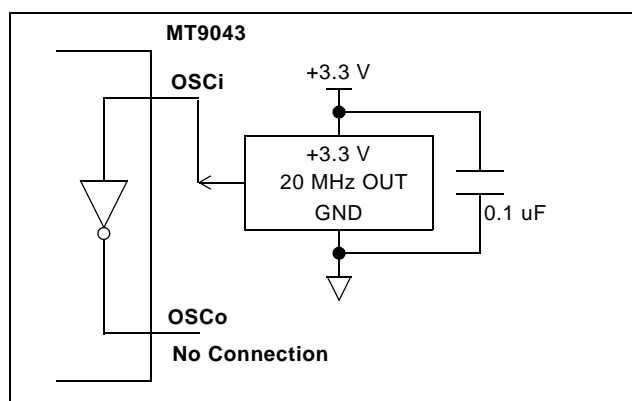 MT9043
OSCi
+3.3 V
+3.3 V
20 MHz OUT
GND
0.1 uF
OSCo
No Connection